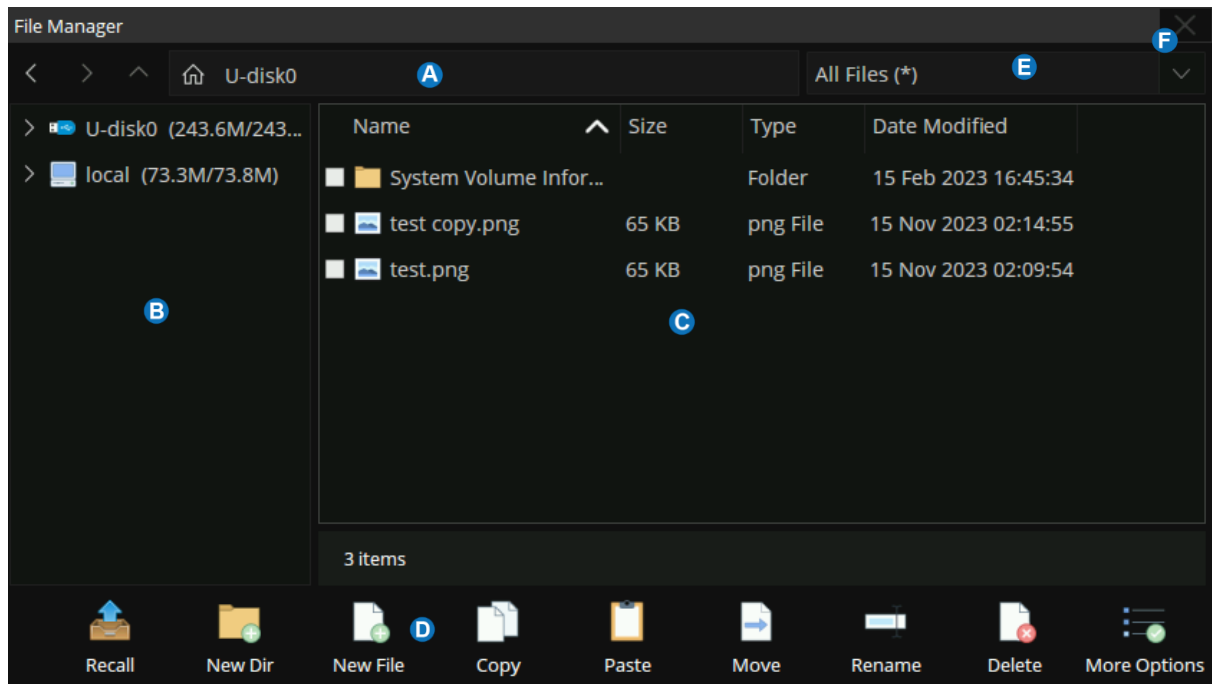 File Manager
F
U-disk0
A
All Files (*)
E
U-disk0 (243.6M/243...
local (73.3M/73.8M)
B
Name Size Type Date Modified
System Volume Infor... Folder 15 Feb 2023 16:45:34
test copy.png 65 KB png File 15 Nov 2023 02:14:55
test.png 65 KB png File 15 Nov 2023 02:09:54
C
3 items
D
Recall New Dir New File Copy Paste Move Rename Delete More Options